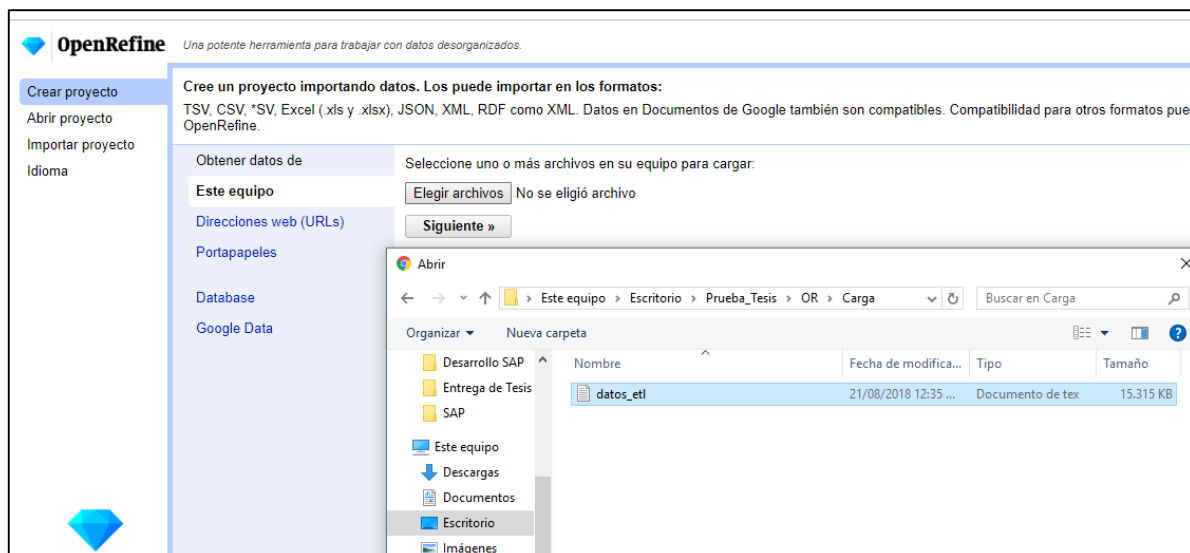 OpenRefine Una potente herramienta para trabajar con datos desorganizados.
Crear proyecto
Abrir proyecto
Importar proyecto
Idioma
Cree un proyecto importando datos. Los puede importar en los formatos:
TSV, CSV, *SV, Excel (.xls y .xlsx), JSON, XML, RDF como XML. Datos en Documentos de Google también son compatibles. Compatibilidad para otros formatos pue
OpenRefine.
Obtener datos de
Este equipo
Direcciones web (URLs)
Portapapeles
Database
Google Data
Seleccione uno o más archivos en su equipo para cargar:
Elegir archivos No se eligió archivo
Siguiente »
Abrir
Este equipo > Escritorio > Prueba_Tesis > OR > Carga
Buscar en Carga
Organizar Nueva carpeta
Desarrollo SAP
Entrega de Tesis
SAP
Este equipo
Descargas
Documentos
Escritorio
Imágenes
Nombre Fecha de modifica... Tipo Tamaño
datos_etl 21/08/2018 12:35 ... Documento de tex 15.315 KB